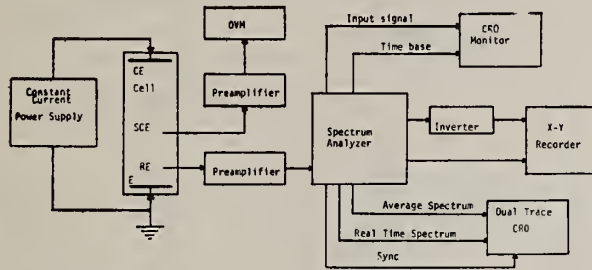 Constant
Current
Power Supply
CE
Cell
SCE
RE
E
OVM
Preamplifier
Preamplifier
Spectrum
Analyzer
Input signal
Time base
CRO
Monitor
Inverter
X-Y
Recorder
Average Spectrum
Real Time Spectrum
Sync
Dual Trace
CRO